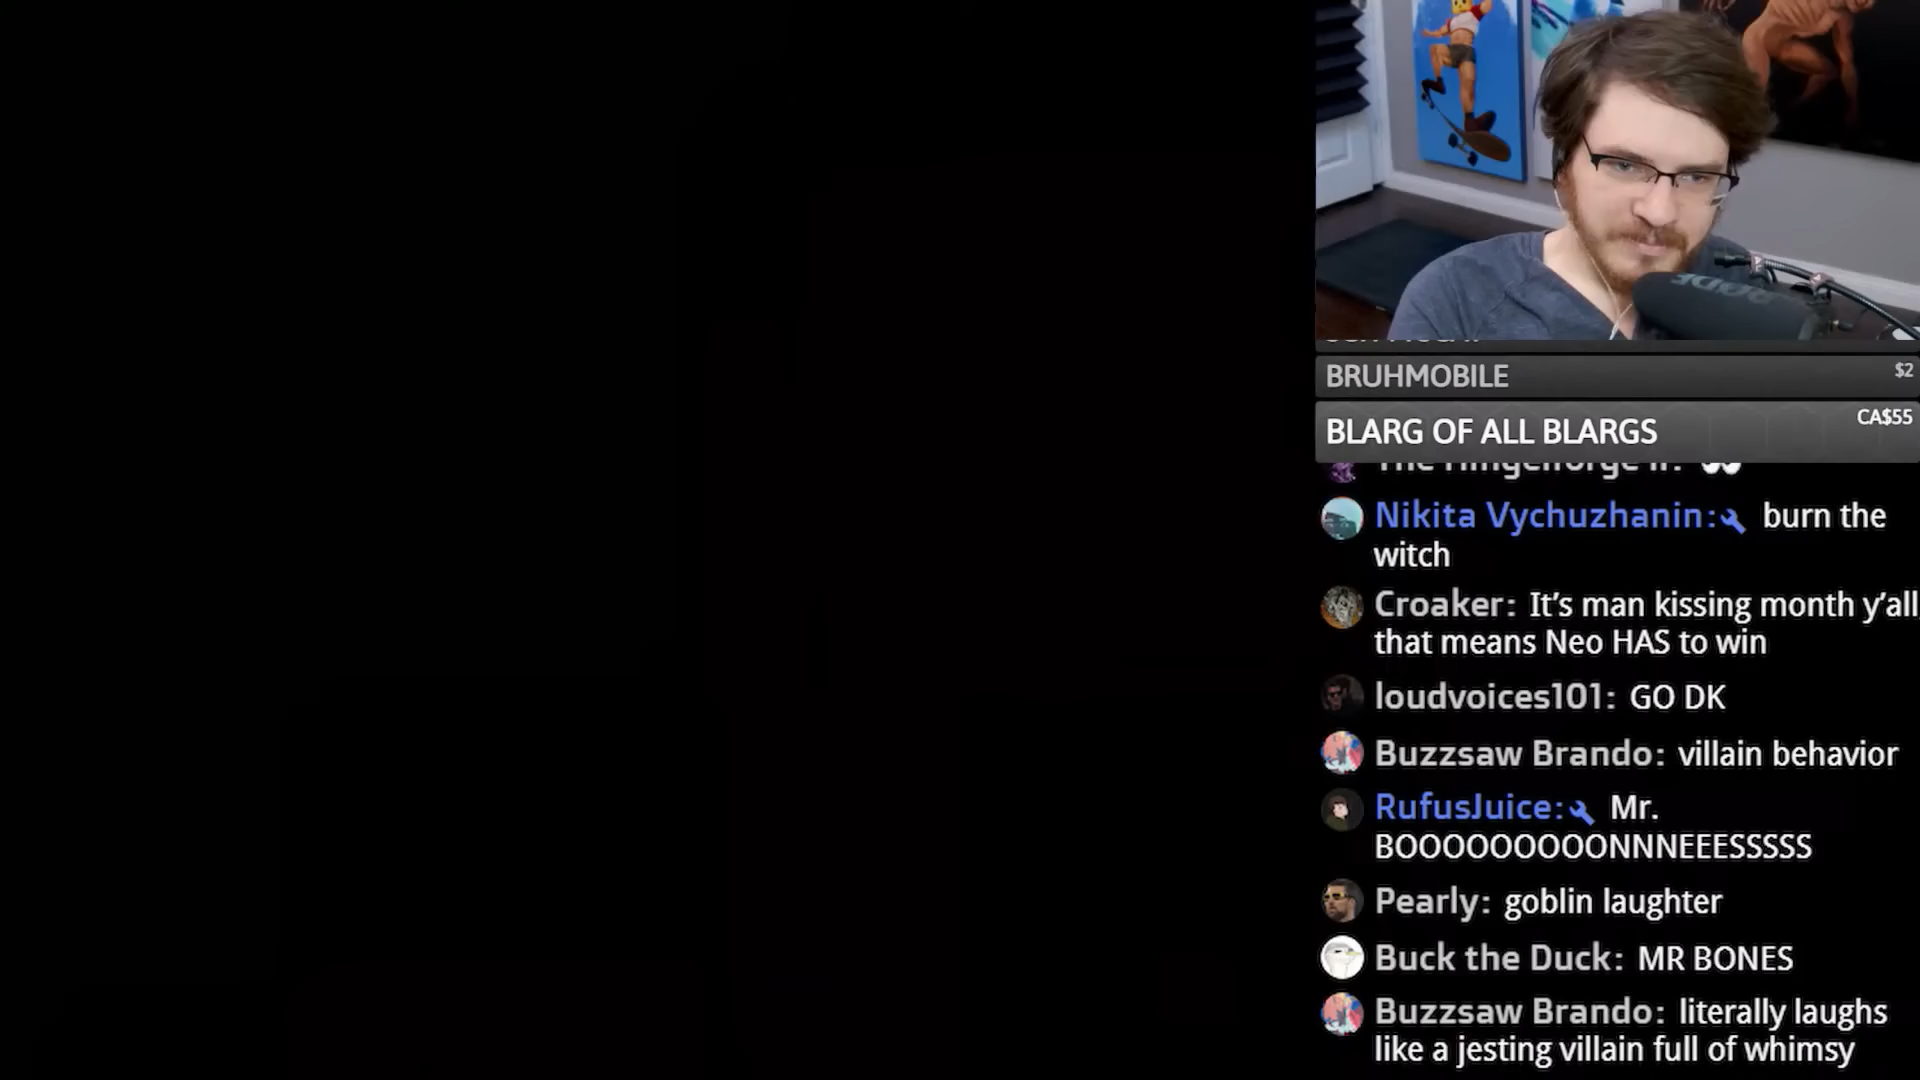 RODE
BRUHMOBILE $2
CA$55
BLARG OF ALL BLARGS
Nikita Vychuzhanin: burn the
witch
Croaker: It’s man kissing month y’all,
that means Neo HAS to win
loudvoices101: GO DK
Buzzsaw Brando: villain behavior
RufusJuice: Mr.
BOOOOOOOOONNNEEESSSSS
Pearly: goblin laughter
Buck the Duck: MR BONES
Buzzsaw Brando: literally laughs
like a jesting villain full of whimsy